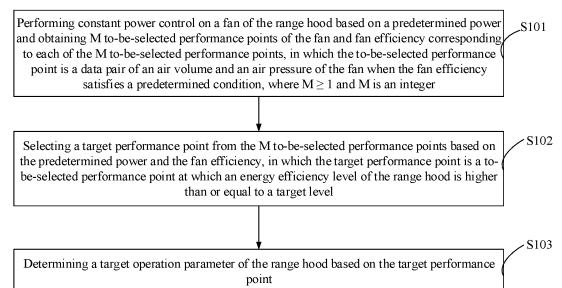 Performing constant power control on a fan of the range hood based on a predetermined power
and obtaining M to-be-selected performance points of the fan and fan efficiency corresponding
to each of the M to-be-selected performance points, in which the to-be-selected performance
point is a data pair of an air volume and an air pressure of the fan when the fan efficiency
satisfies a predetermined condition, where M ≥ 1 and M is an integer
S101
Selecting a target performance point from the M to-be-selected performance points based on
the predetermined power and the fan efficiency, in which the target performance point is a to-
be-selected performance point at which an energy efficiency level of the range hood is higher
than or equal to a target level
S102
Determining a target operation parameter of the range hood based on the target performance
point
S103